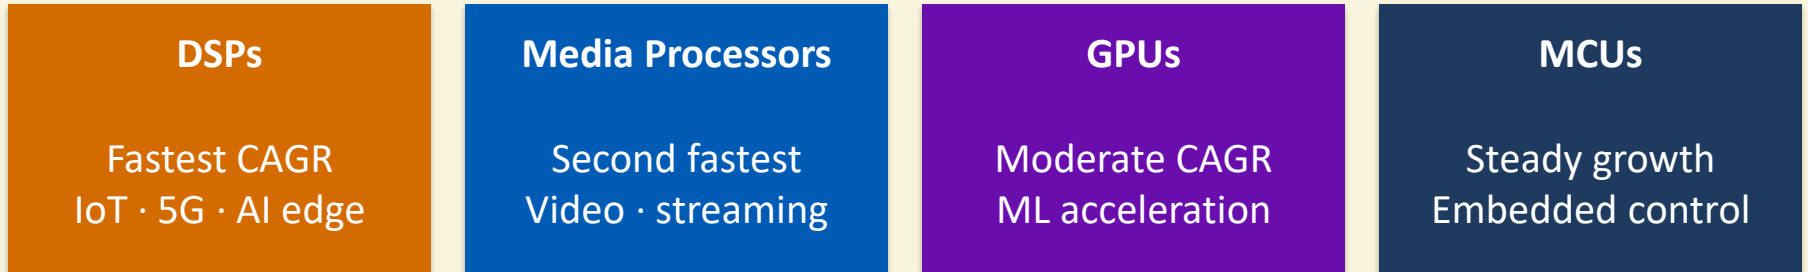 DSPs
Fastest CAGR
IoT · 5G · AI edge
Media Processors
Second fastest
Video · streaming
GPUs
Moderate CAGR
ML acceleration
MCUs
Steady growth
Embedded control